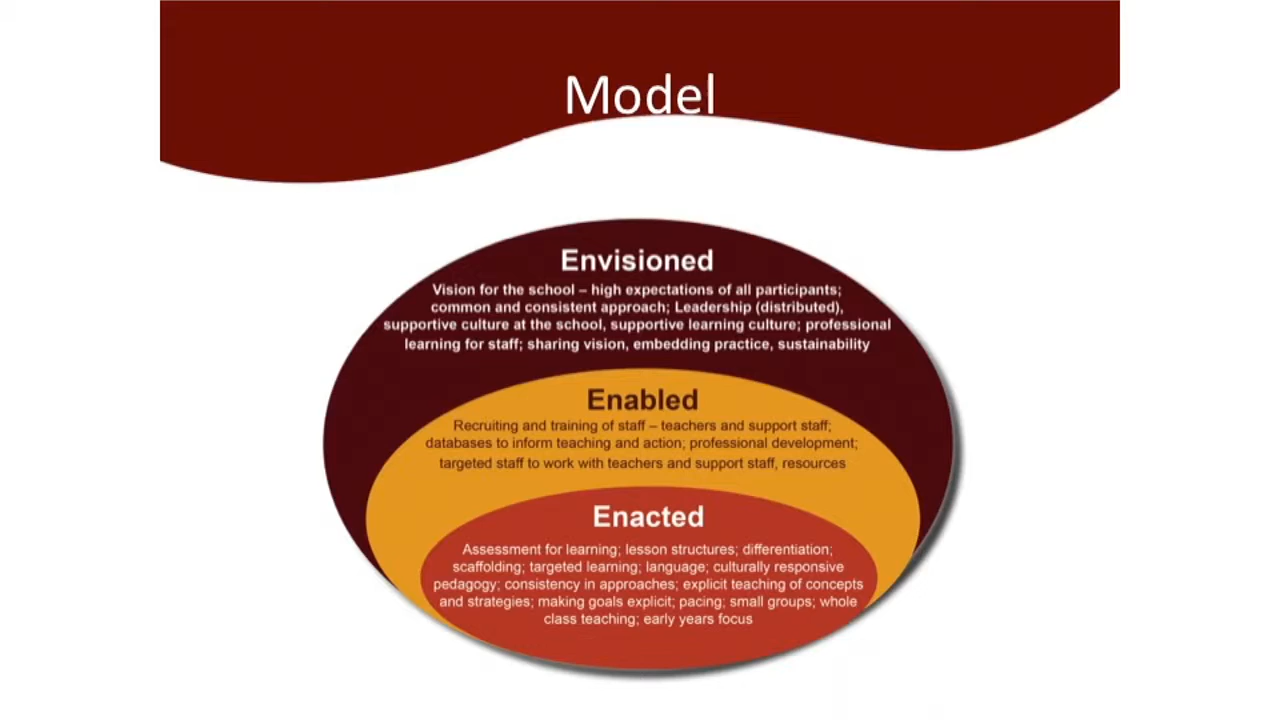 Model
Envisioned
Vision for the school – high expectations of all participants;
common and consistent approach; Leadership (distributed),
supportive culture at the school, supportive learning culture; professional
learning for staff; sharing vision, embedding practice, sustainability
Enabled
Recruiting and training of staff – teachers and support staff;
databases to inform teaching and action; professional development;
targeted staff to work with teachers and support staff, resources
Enacted
Assessment for learning; lesson structures; differentiation;
scaffolding; targeted learning; language; culturally responsive
pedagogy; consistency in approaches; explicit teaching of concepts
and strategies; making goals explicit; pacing; small groups; whole
class teaching; early years focus